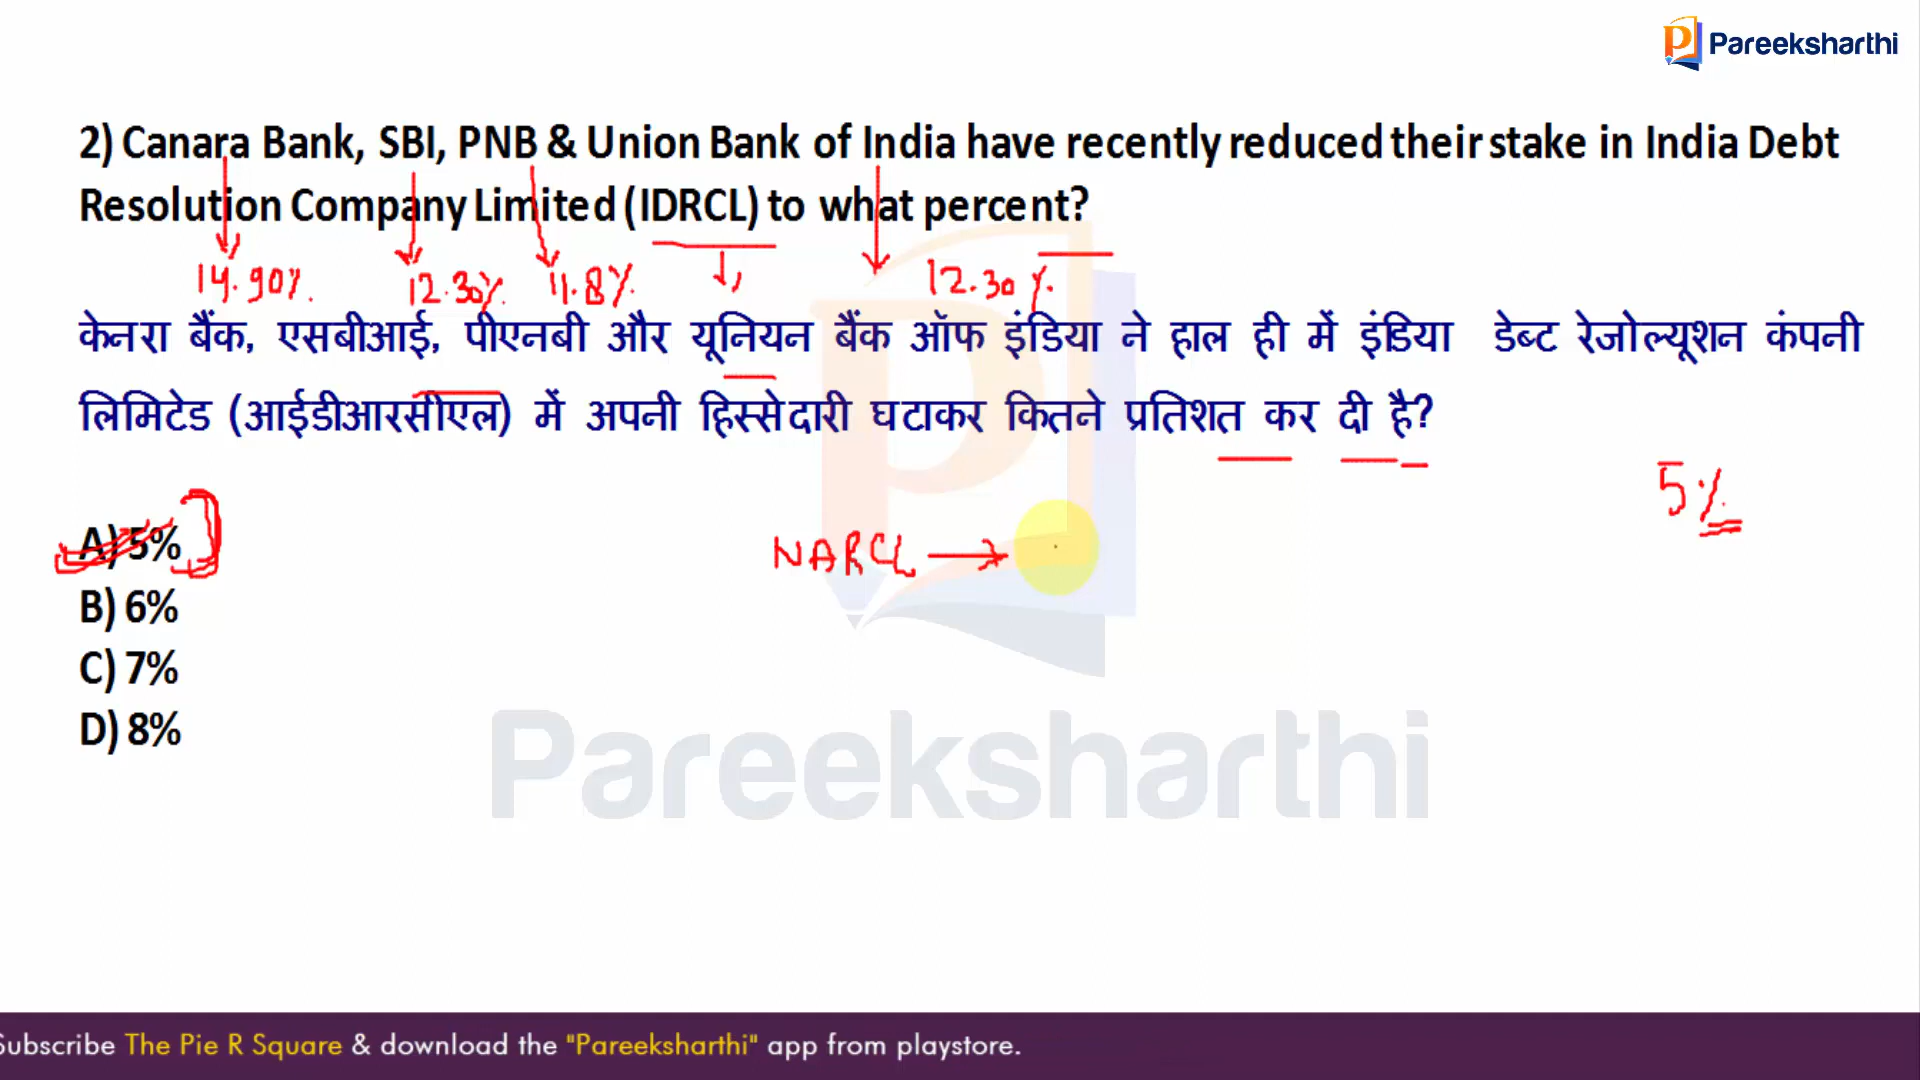 Pareeksharthi
2) Canara Bank, SBI, PNB & Union Bank of India have recently reduced their stake in India Debt
Resolution Company Limited (IDRCL) to what percent?
14.90% 12.30% 11.8% 12.30%
केनरा बैंक, एसबीआई, पीएनबी और यूनियन बैंक ऑफ इंडिया ने हाल ही में इंडिया डेब्ट रेजोल्यूशन कंपनी
लिमिटेड (आईडीआरसीएल) में अपनी हिस्सेदारी घटाकर कितने प्रतिशत कर दी है?
5%
A) 5%
NARCL
B) 6%
C) 7%
D) 8%
Pareeksharthi
Subscribe The Pie R Square & download the "Pareeksharthi" app from playstore.